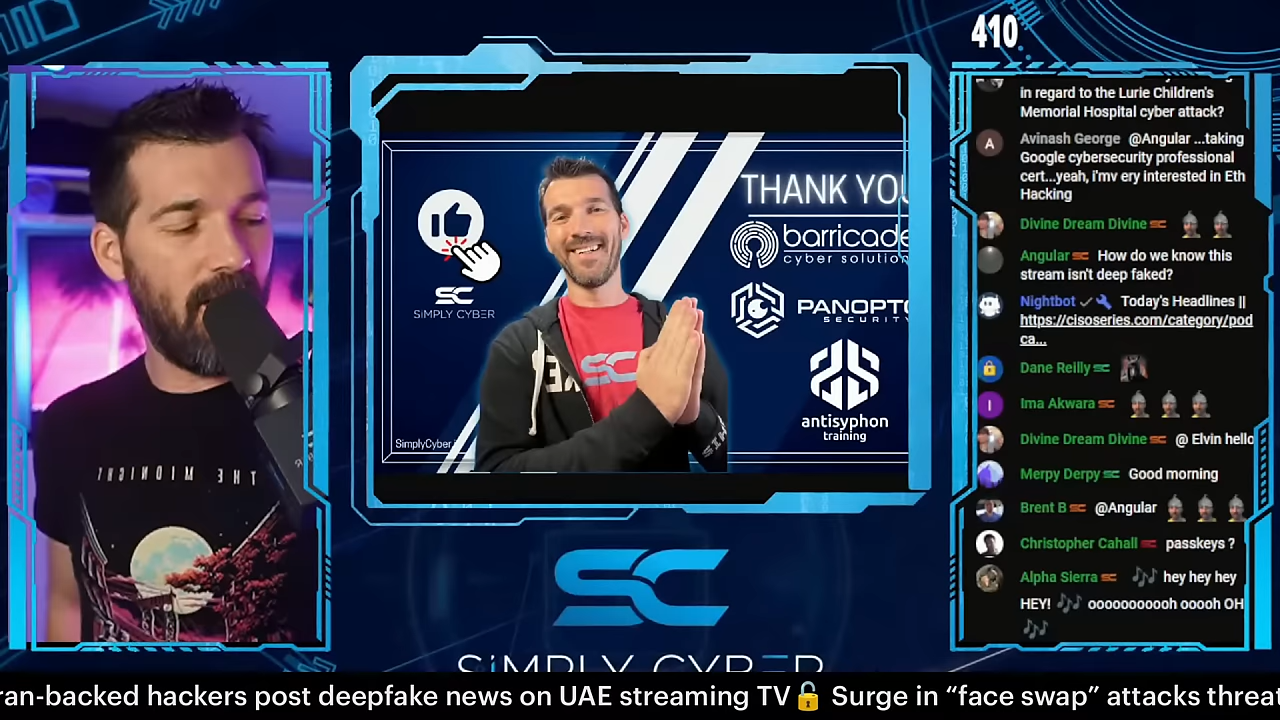 410
in regard to the Lurie Children's
Memorial Hospital cyber attack?
A
Avinash George @Angular ...taking
Google cybersecurity professional
cert...yeah, i'mv ery interested in Eth
Hacking
Divine Dream Divine
Angular How do we know this
stream isn't deep faked?
Nightbot Today's Headlines ||
https://cisoseries.com/category/pod
ca...
Dane Reilly
I
Ima Akwara
Divine Dream Divine @ Elvin hello
Merpy Derpy Good morning
Brent B @Angular
Christopher Cahall passkeys ?
Alpha Sierra 🎶 hey hey hey
HEY! 🎶 ooooooooooh ooooh OH
🎶
THANK YOU
barricade
cyber solution
PANOPTO
SECURITY
antisyphon
training
SC
SiMPLY CYBER
SC
SimplyCyber
THE MIDNIGHT
SC
SiMPLY CYBER
ran-backed hackers post deepfake news on UAE streaming TV🔓 Surge in “face swap” attacks threat